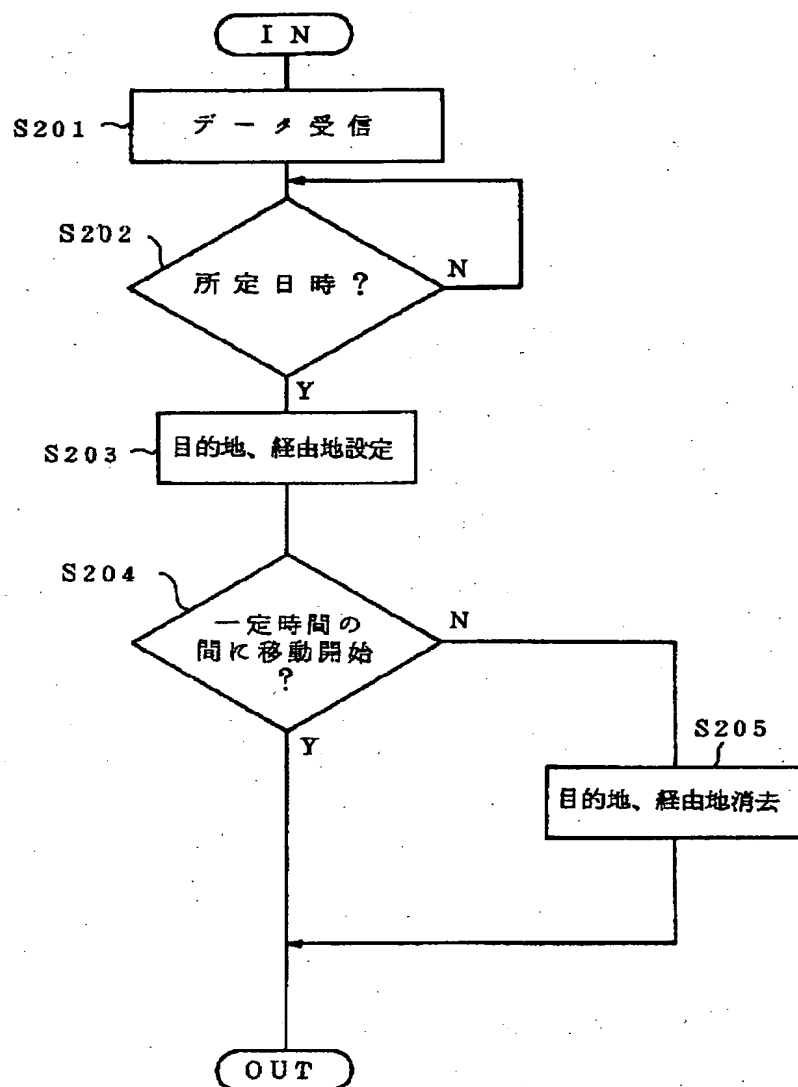 IN
S201
データ受信
S202
所定日時?
N
Y
S203
目的地、経由地設定
S204
一定時間の
間に移動開始
?
N
Y
S205
目的地、経由地消去
OUT